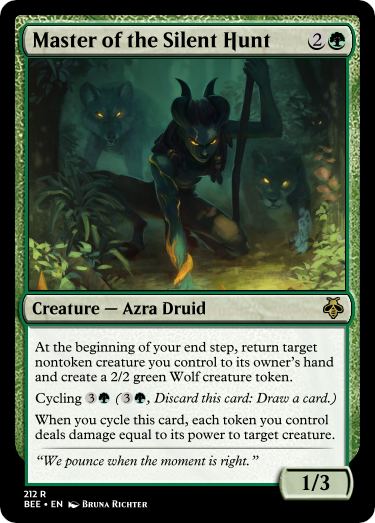 Master of the Silent Hunt 2
Creature — Azra Druid
At the beginning of your end step, return target
nontoken creature you control to its owner's hand
and create a 2/2 green Wolf creature token.
Cycling 3 (3, Discard this card: Draw a card.)
When you cycle this card, each token you control
deals damage equal to its power to target creature.
“We pounce when the moment is right.”
1/3
212 R
BEE • EN Bruna Richter